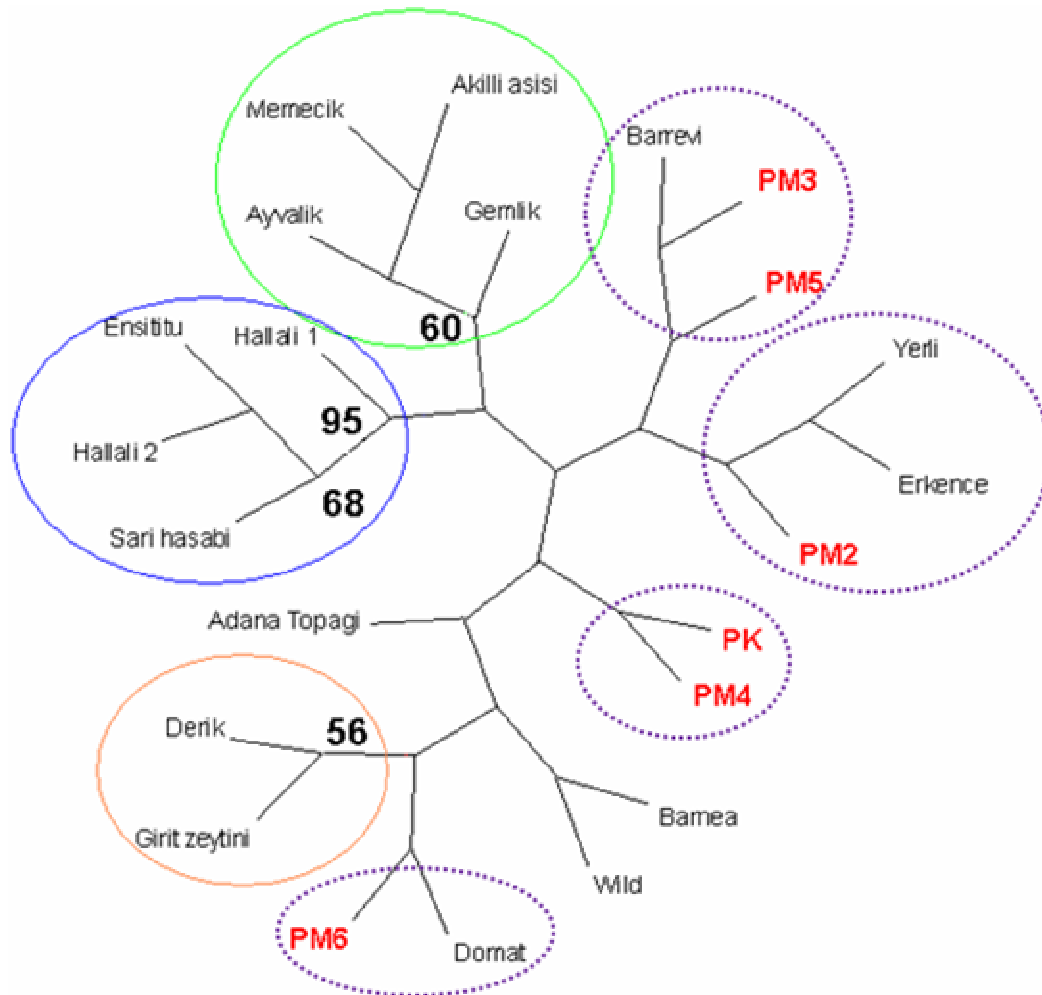 Akilli asisi
Memecik
Barrevi
PM3
Ayvalik
Gemlik
PM5
Ensititu
Hallali 1
60
Yerli
95
Hallali 2
Erkence
68
Sari hasabi
PM2
Adana Topagi
PK
PM4
Derik
56
Barnea
Girit zeytini
Wild
PM6
Domat